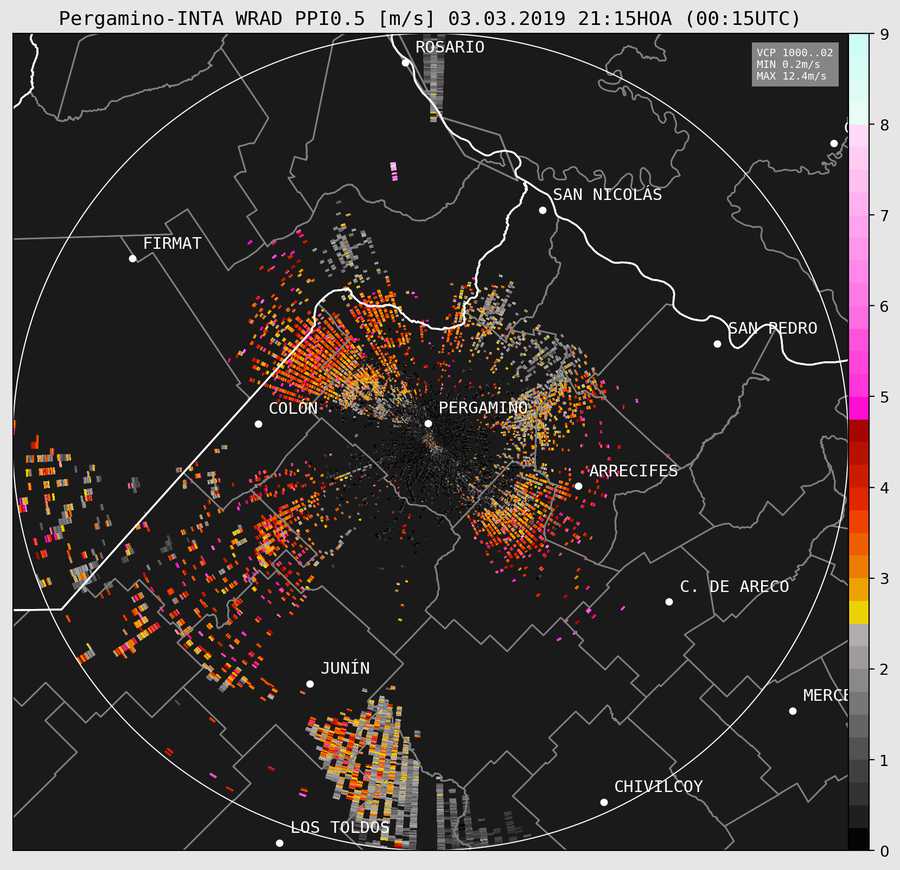 Pergamino-INTA WRAD PPI0.5 [m/s] 03.03.2019 21:15HOA (00:15UTC)
VCP 1000..02
MIN 0.2m/s
MAX 12.4m/s
ROSARIO
SAN NICOLÁS
FIRMAT
SAN PEDRO
COLÓN
PERGAMINO
ARRECIFES
C. DE ARECO
JUNÍN
MERCE
CHIVILCOY
LOS TOLDOS
9
8
7
6
5
4
3
2
1
0